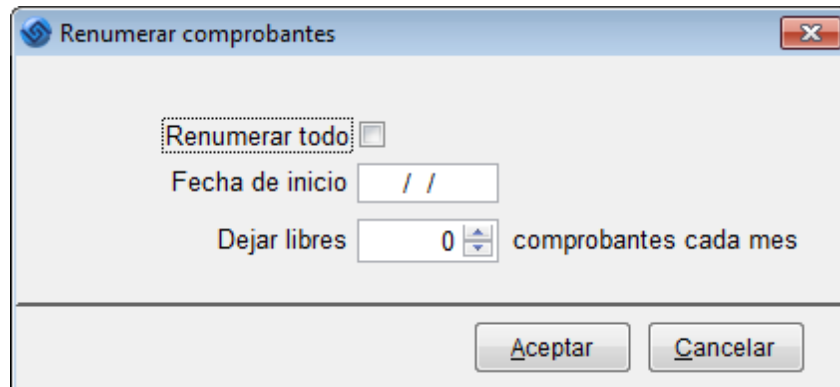 Renumerar comprobantes
Renumerar todo
Fecha de inicio / /
Dejar libres 0 comprobantes cada mes
Aceptar Cancelar